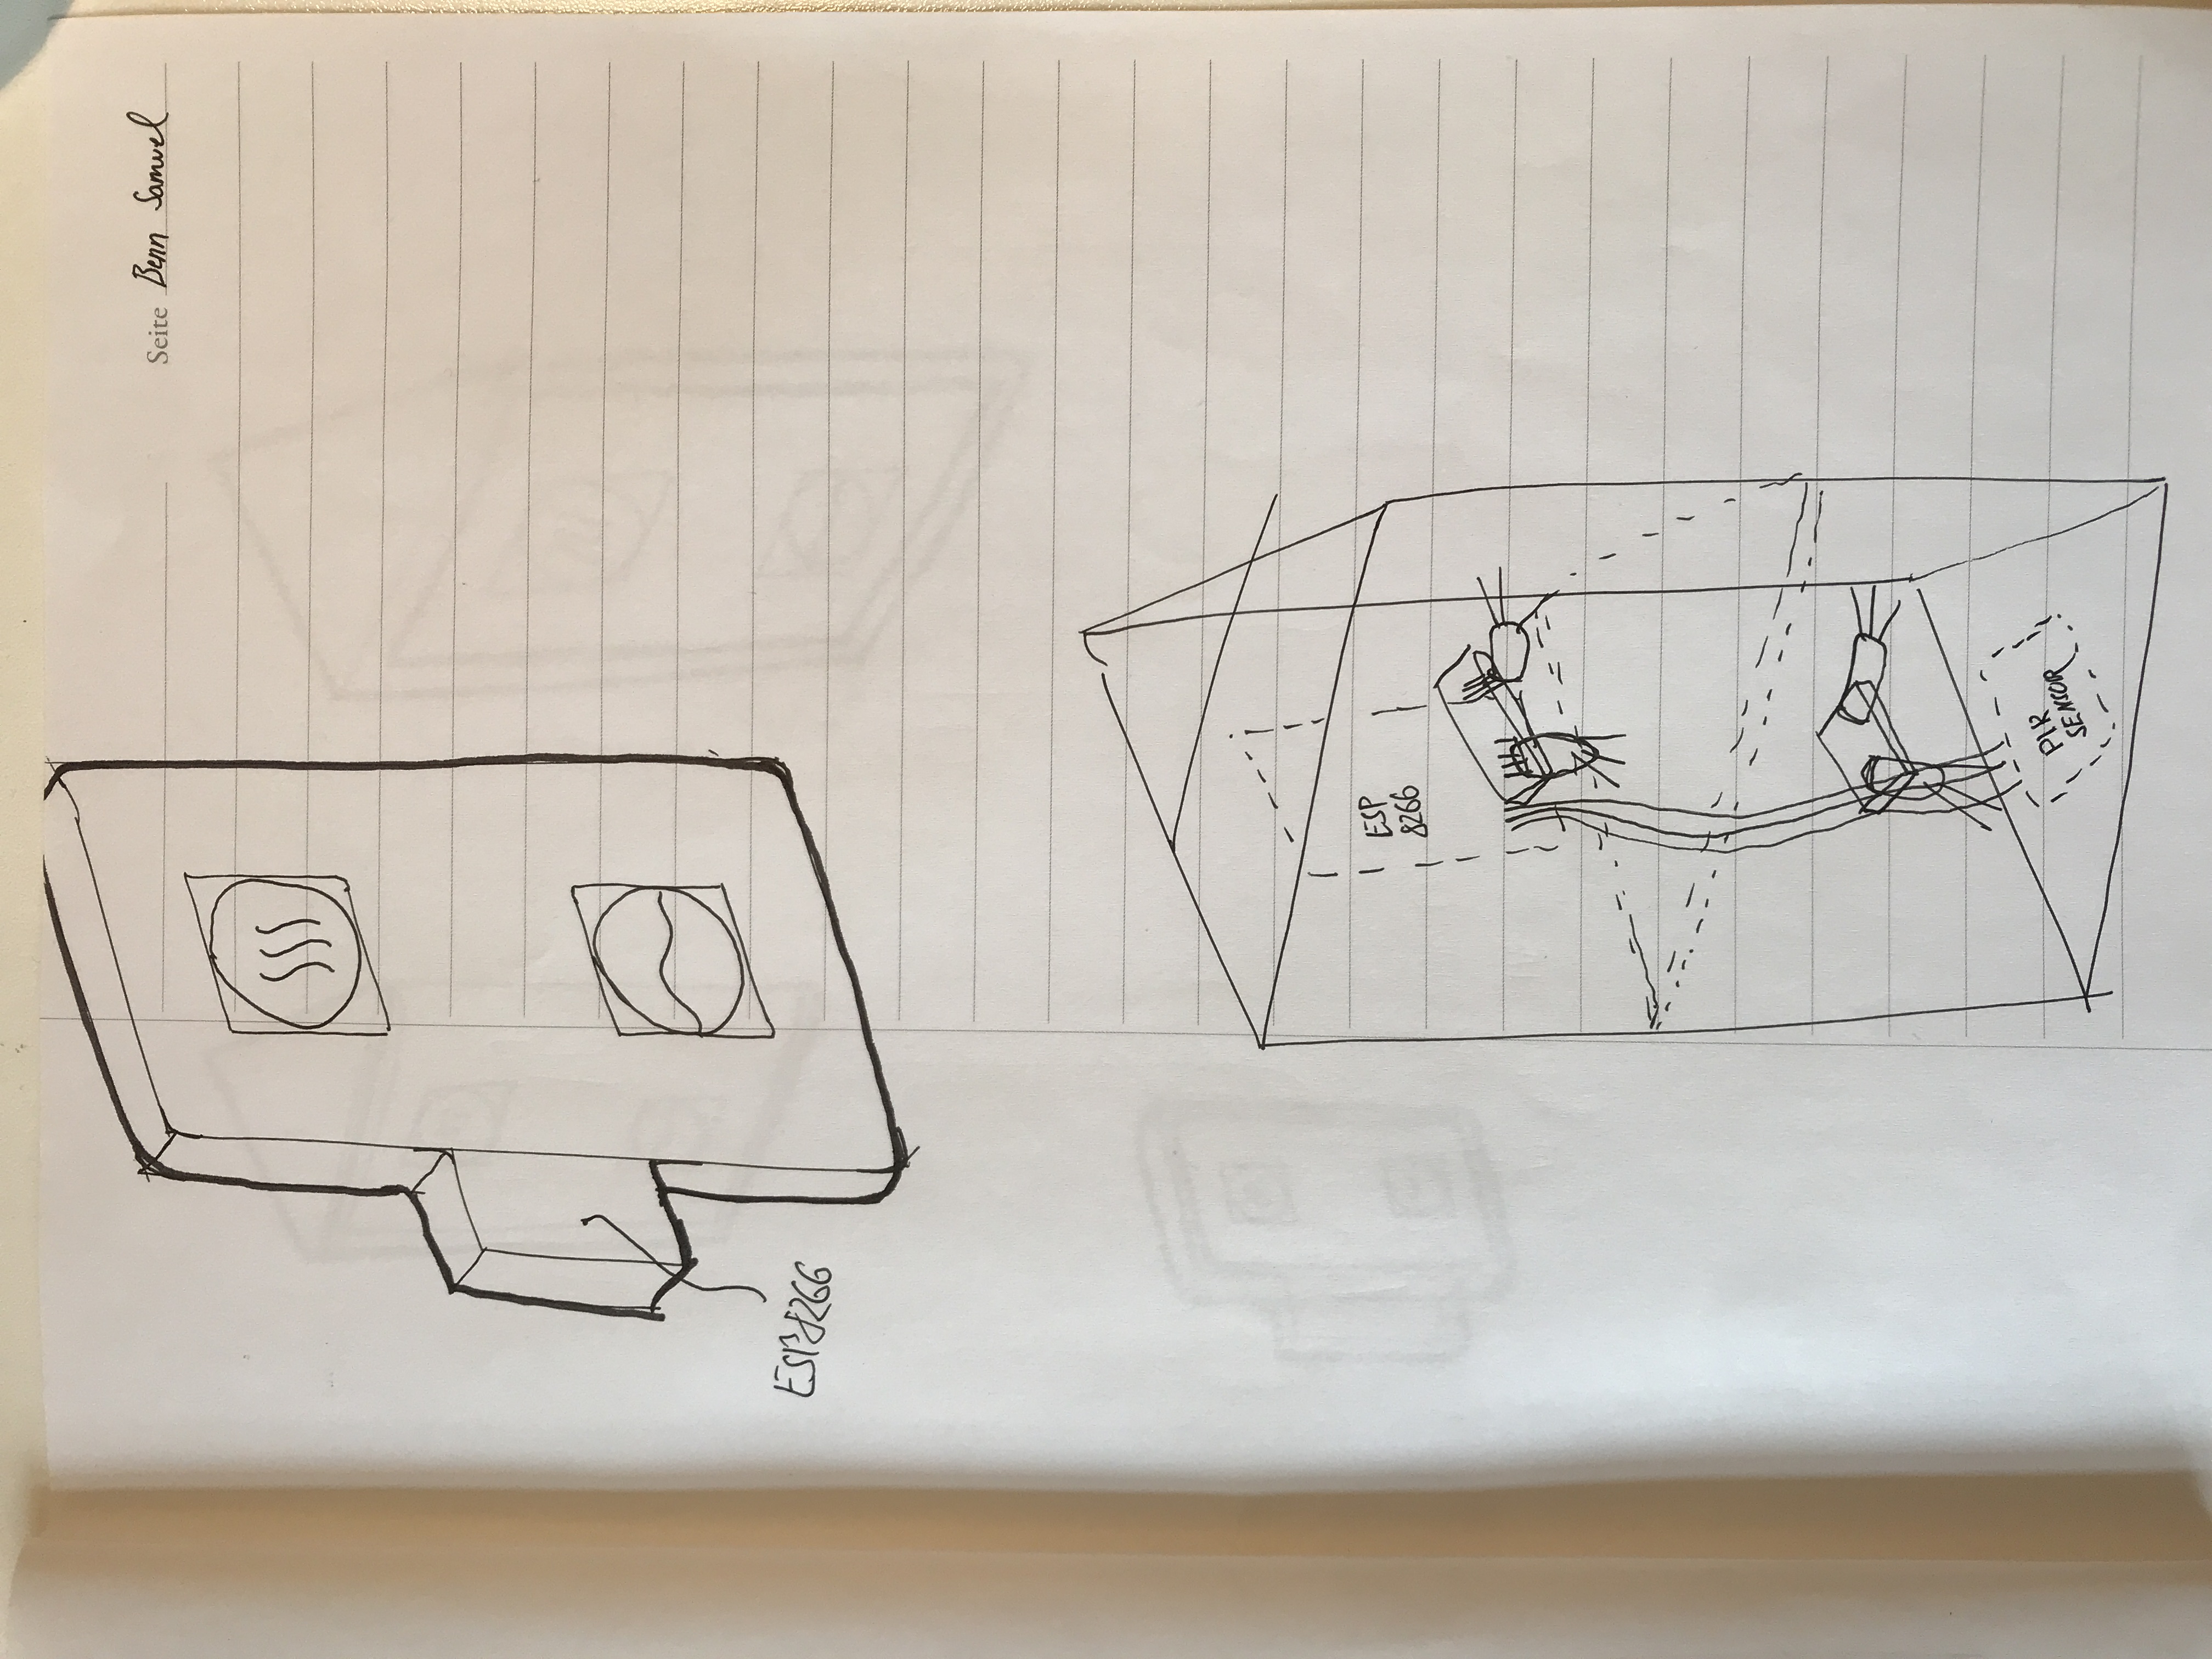 Seite Benn Samuel
ESP8266
ESP
8266
PIR
SENSOR